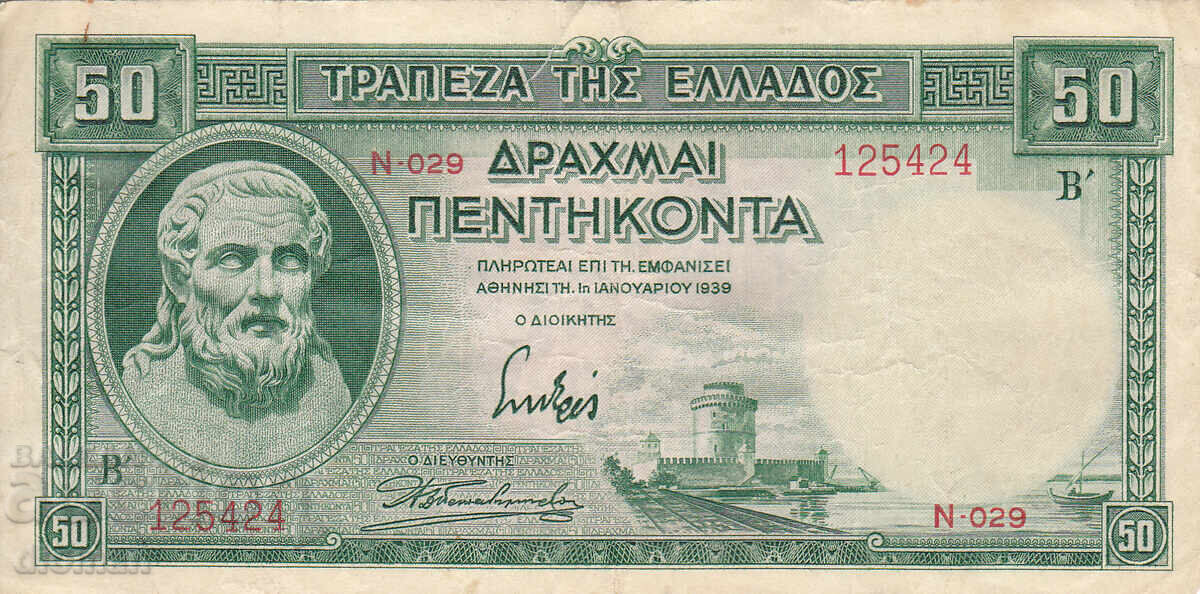 50 ΤΡΑΠΕΖΑ ΤΗΣ ΕΛΛΑΔΟΣ 50
N-029 ΔΡΑΧΜΑΙ 125424
Β΄
ΠΕΝΤΗΚΟΝΤΑ
ΠΛΗΡΩΤΕΑΙ ΕΠΙ ΤΗ. ΕΜΦΑΝΙΣΕΙ
ΑΘΗΝΗΣΙ ΤΗ. 1η ΙΑΝΟΥΑΡΙΟΥ 1939
Ο ΔΙΟΙΚΗΤΗΣ
Ο ΔΙΕΥΘΥΝΤΗΣ
Β΄
125424
N-029
50 50